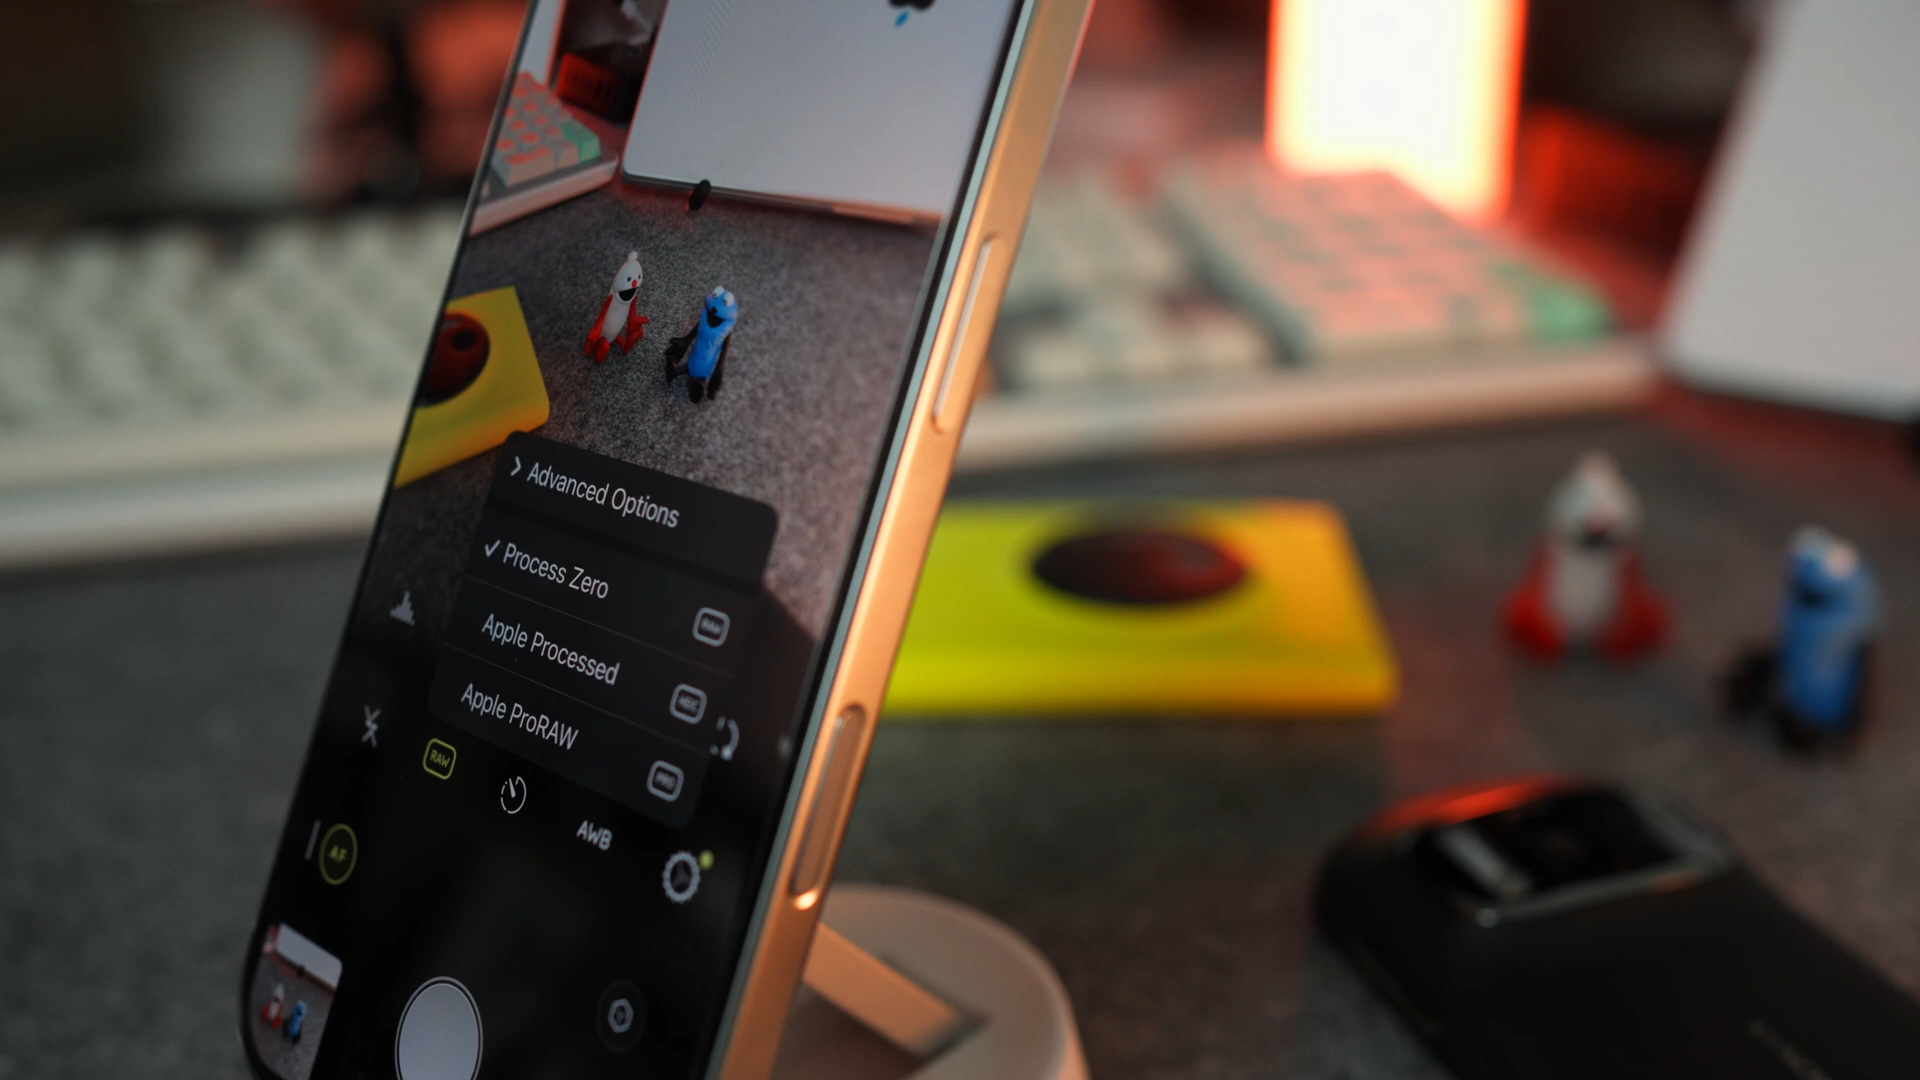 Advanced Options
Process Zero
Apple Processed
Apple ProRAW
RAW
AWB
AF